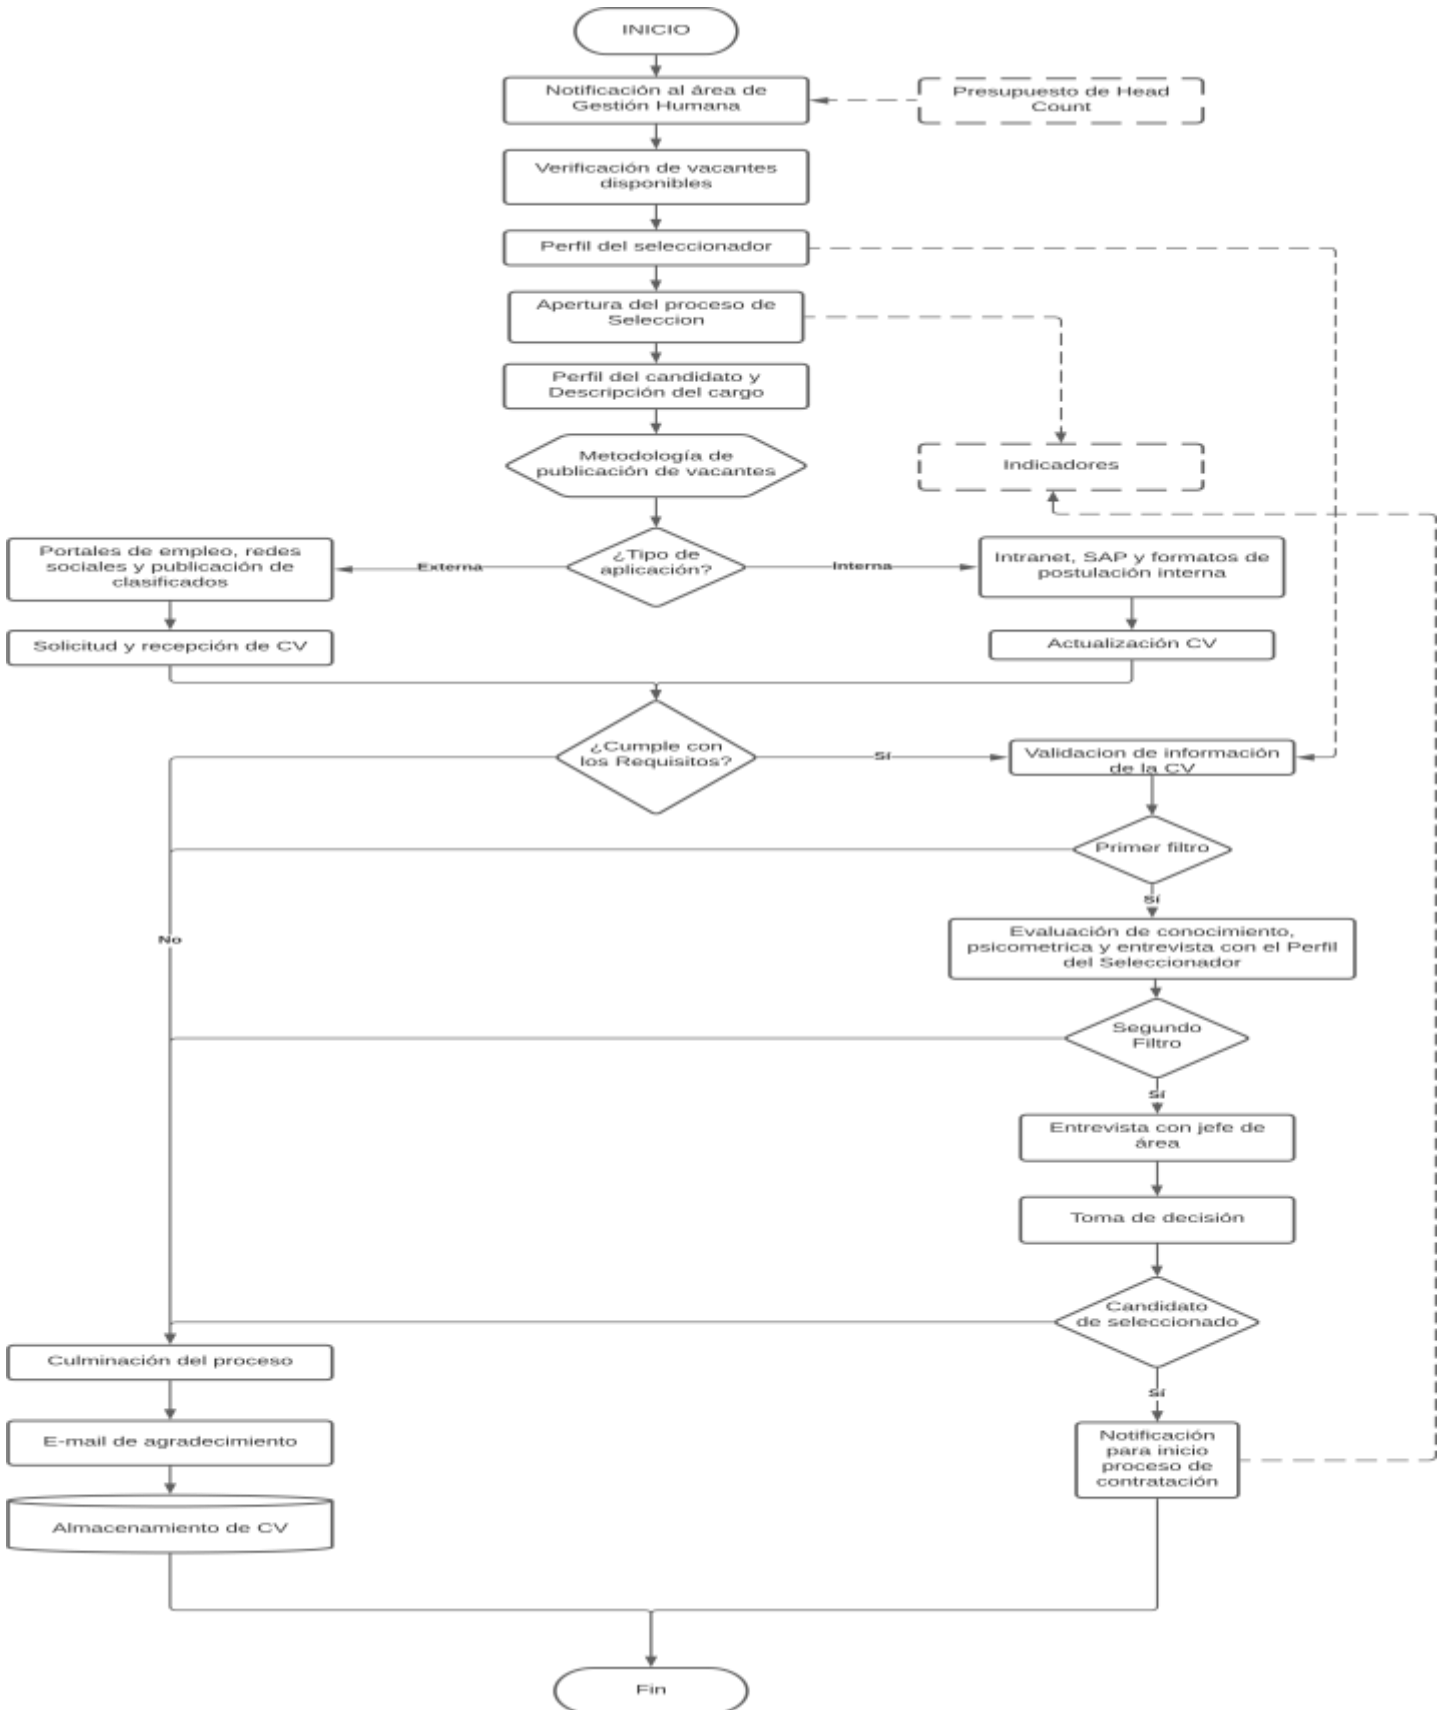 INICIO
Notificación al área de
Gestión Humana
Presupuesto de Head
Count
Verificación de vacantes
disponibles
Perfil del seleccionador
Apertura del proceso de
Seleccion
Perfil del candidato y
Descripción del cargo
Metodología de
publicación de vacantes
Indicadores
Portales de empleo, redes
sociales y publicación de
clasificados
Externa
¿Tipo de
aplicación?
Interna
Intranet, SAP y formatos de
postulación interna
Solicitud y recepción de CV
Actualización CV
¿Cumple con
los Requisitos?
Sí
Validacion de información
de la CV
Primer filtro
Sí
No
Evaluación de conocimiento,
psicometrica y entrevista con el Perfil
del Seleccionador
Segundo
Filtro
Sí
Entrevista con jefe de
área
Toma de decisión
Candidato
de seleccionado
Culminación del proceso
Sí
E-mail de agradecimiento
Notificación
para inicio
proceso de
contratación
Almacenamiento de CV
Fin